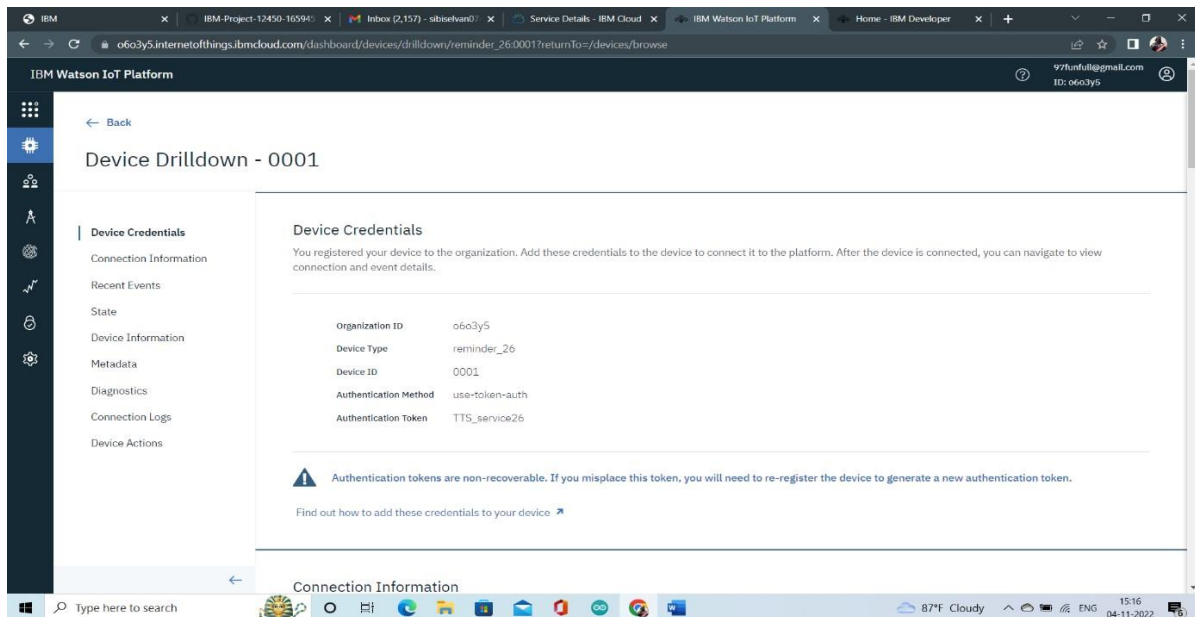 IBM
IBM-Project-12450-165945
Inbox (2,157) - sibiselvan07
Service Details - IBM Cloud
IBM Watson IoT Platform
Home - IBM Developer
o6o3y5.internetofthings.ibmcloud.com/dashboard/devices/drilldown/reminder_26:0001?returnTo=/devices/browse
IBM Watson IoT Platform
97funfull@gmail.com
ID: o6o3y5
← Back
Device Drilldown - 0001
Device Credentials
Connection Information
Recent Events
State
Device Information
Metadata
Diagnostics
Connection Logs
Device Actions
Device Credentials
You registered your device to the organization. Add these credentials to the device to connect it to the platform. After the device is connected, you can navigate to view
connection and event details.
Organization ID o6o3y5
Device Type reminder_26
Device ID 0001
Authentication Method use-token-auth
Authentication Token TTS_service26
Authentication tokens are non-recoverable. If you misplace this token, you will need to re-register the device to generate a new authentication token.
Find out how to add these credentials to your device
Connection Information
Type here to search
87°F Cloudy
ENG
15:16
04-11-2022